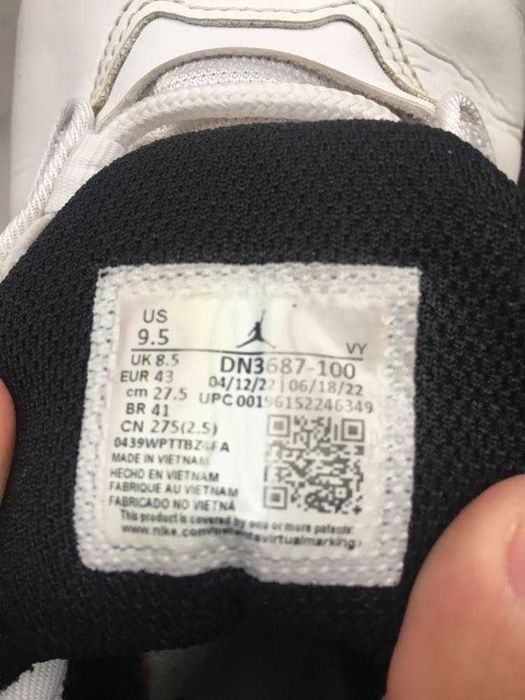 US
9.5
VY
UK 8.5
DN3687-100
EUR 43
04/12/22 | 06/18/22
cm 27.5
UPC 00196152246349
BR 41
CN 275(2.5)
MADE IN VIETNAM
HECHO EN VIETNAM
FABRIQUE AU VIETNAM
FABRICADO NO VIETNA
This product is covered by one or more patents: